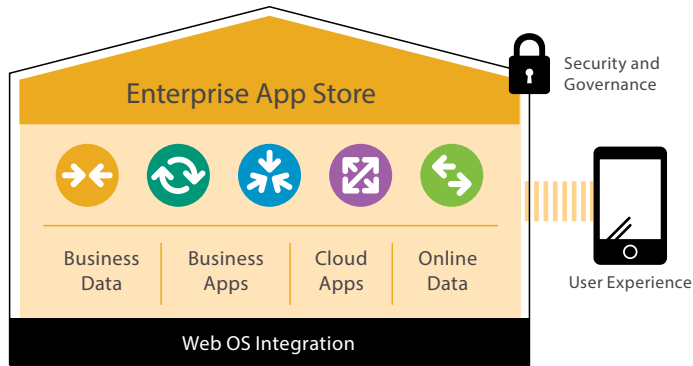 Enterprise App Store
Security and
Governance
Business
Data
Business
Apps
Cloud
Apps
Online
Data
User Experience
Web OS Integration